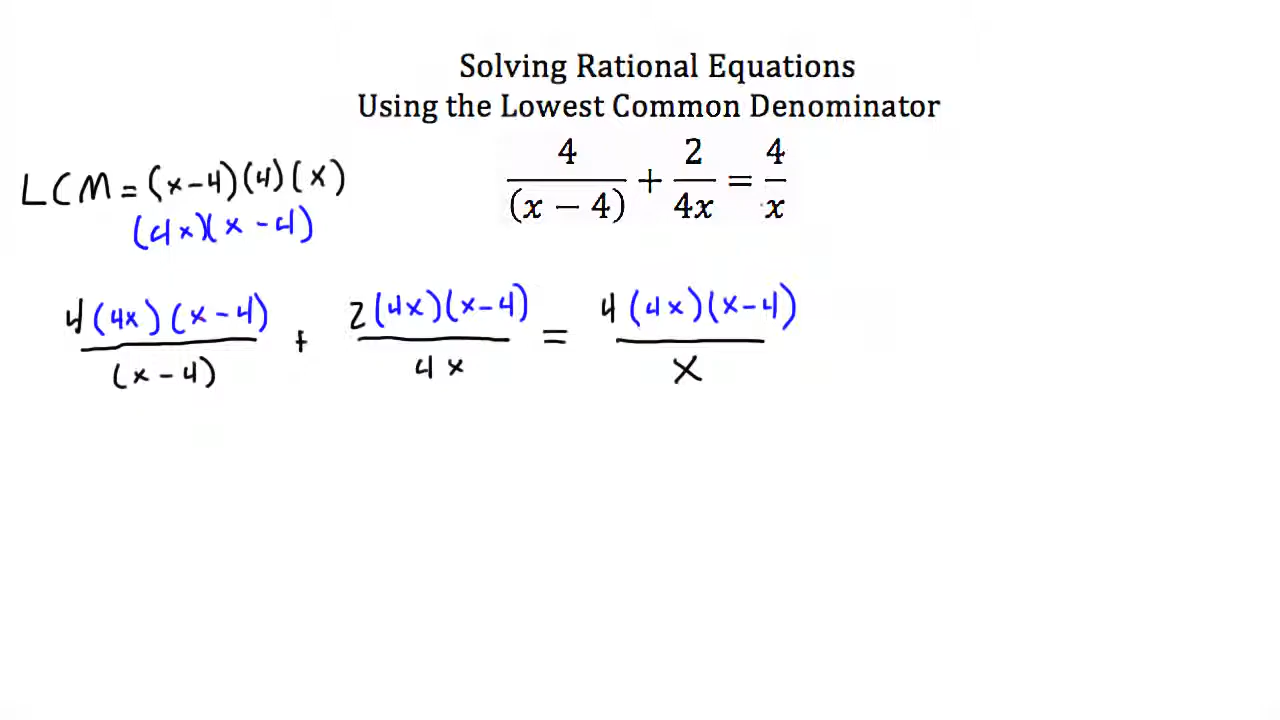 Solving Rational Equations
Using the Lowest Common Denominator
4/(x − 4) + 2/4x = 4/x
LCM = (x-4)(4)(x)
(4x)(x-4)
4(4x)(x-4)/(x-4) + 2(4x)(x-4)/4x = 4(4x)(x-4)/x